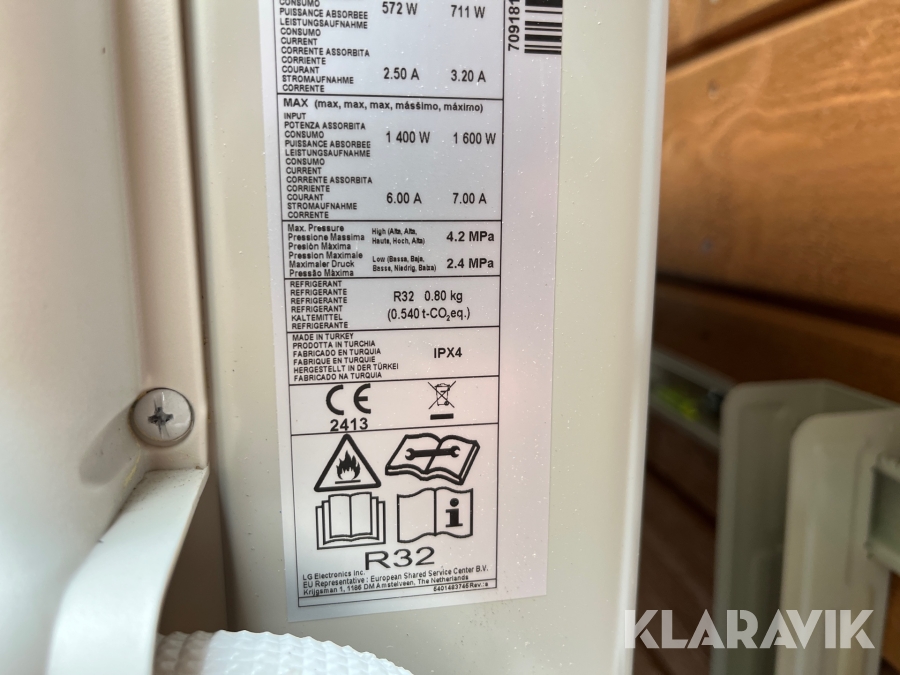 CONSUMO
PUISSANCE ABSORBEE 572 W 711 W
LEISTUNGSAUFNAHME
CONSUMO
CURRENT
CORRENTE ASSORBITA
CORRIENTE
COURANT 2.50 A 3.20 A
STROMAUFNAHME
CORRENTE
MAX (max, max, max, mássimo, máximo)
INPUT
POTENZA ASSORBITA
CONSUMO 1 400 W 1 600 W
PUISSANCE ABSORBEE
LEISTUNGSAUFNAHME
CONSUMO
CURRENT
CORRENTE ASSORBITA
CORRIENTE
COURANT 6.00 A 7.00 A
STROMAUFNAHME
CORRENTE
Max. Pressure
Pressione Massima High (Alta, Alta,
Presión Màxima Haute, Hoch, Alta) 4.2 MPa
Pression Maximale
Maximaler Druck Low (Bassa, Baja,
Pressão Máxima Basse, Niedrig, Baixa) 2.4 MPa
REFRIGERANT
REFRIGERANTE
REFRIGERANTE R32 0.80 kg
REFRIGERANT
KALTEMITTEL (0.540 t-CO₂eq.)
REFRIGERANTE
MADE IN TURKEY
PRODOTTA IN TURCHIA
FABRICADO EN TURQUIA IPX4
FABRIQUE EN TURQUIE
HERGESTELLT IN DER TÜRKEI
FABRICADO NA TURQUIA
CE
2413
R32
LG Electronics Inc.
EU Representative : European Shared Service Center B.V.
Krijgsman 1, 1186 DM Amstelveen, The Netherlands
709181
KLARAVIK